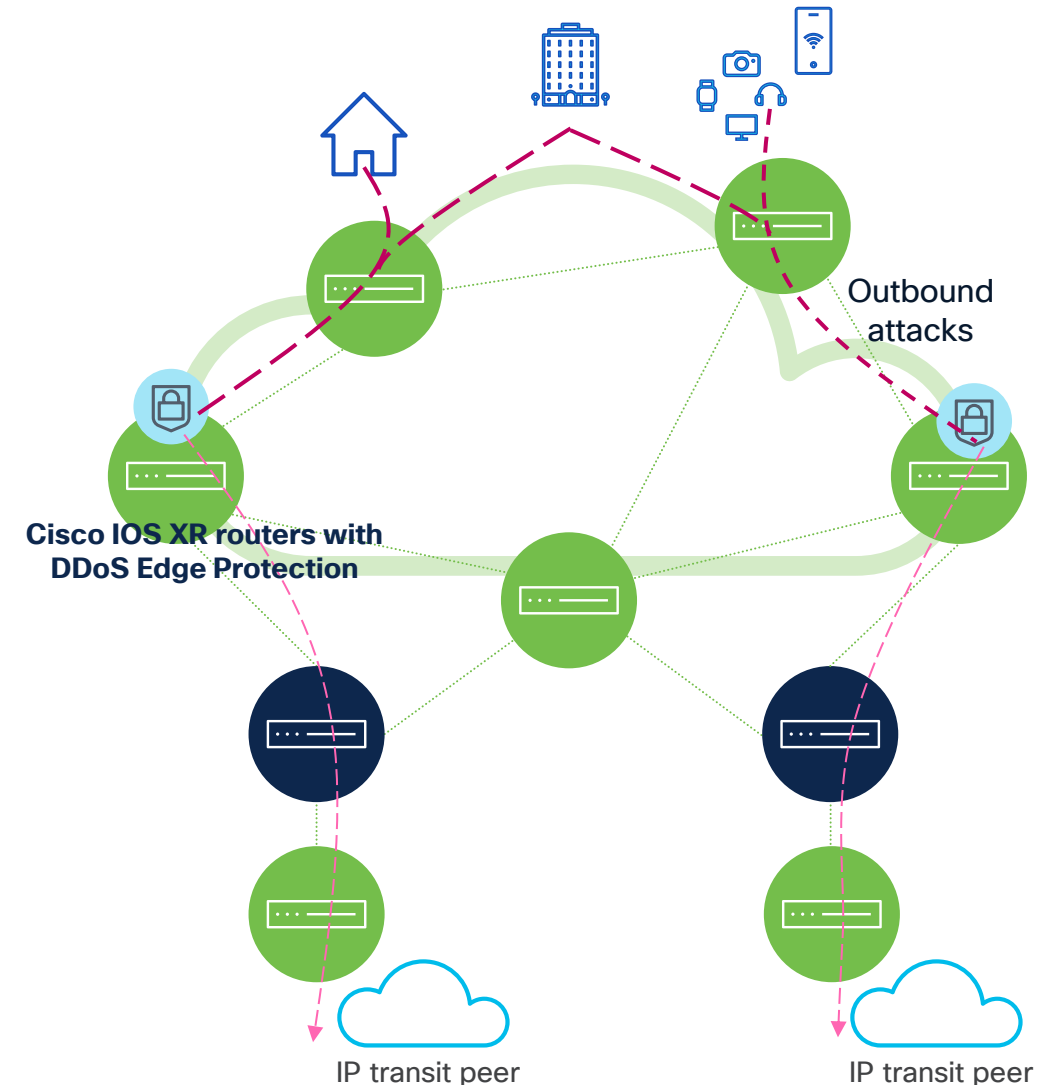 Outbound
attacks
Cisco IOS XR routers with
DDoS Edge Protection
IP transit peer
IP transit peer